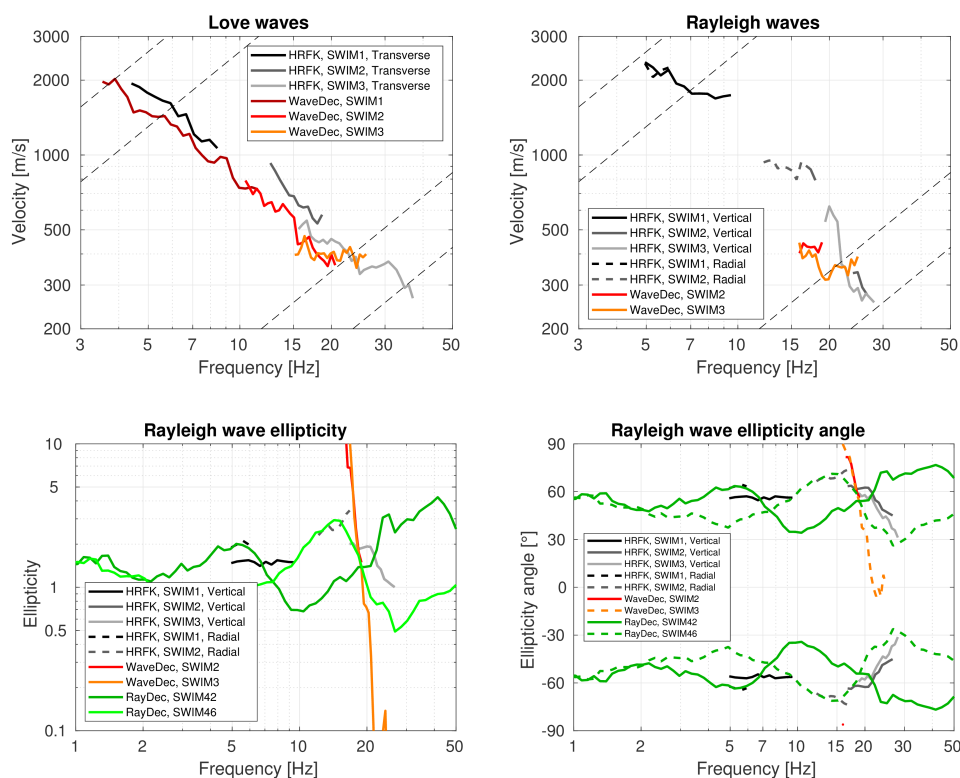 Love waves
3000
2000
1000
500
300
200
Velocity [m/s]
HRFK, SWIM1, Transverse
HRFK, SWIM2, Transverse
HRFK, SWIM3, Transverse
WaveDec, SWIM1
WaveDec, SWIM2
WaveDec, SWIM3
3 5 7 10 15 20 30 50
Frequency [Hz]
Rayleigh waves
3000
2000
1000
500
300
200
Velocity [m/s]
HRFK, SWIM1, Vertical
HRFK, SWIM2, Vertical
HRFK, SWIM3, Vertical
HRFK, SWIM1, Radial
HRFK, SWIM2, Radial
WaveDec, SWIM2
WaveDec, SWIM3
3 5 7 10 15 20 30 50
Frequency [Hz]
Rayleigh wave ellipticity
10
5
2
1
0.5
0.1
Ellipticity
HRFK, SWIM1, Vertical
HRFK, SWIM2, Vertical
HRFK, SWIM3, Vertical
HRFK, SWIM1, Radial
HRFK, SWIM2, Radial
WaveDec, SWIM2
WaveDec, SWIM3
RayDec, SWIM42
RayDec, SWIM46
1 2 5 10 20 50
Frequency [Hz]
Rayleigh wave ellipticity angle
90
60
30
0
-30
-60
-90
Ellipticity angle [°]
HRFK, SWIM1, Vertical
HRFK, SWIM2, Vertical
HRFK, SWIM3, Vertical
HRFK, SWIM1, Radial
HRFK, SWIM2, Radial
WaveDec, SWIM2
WaveDec, SWIM3
RayDec, SWIM42
RayDec, SWIM46
1 2 3 5 7 10 15 20 30 50
Frequency [Hz]